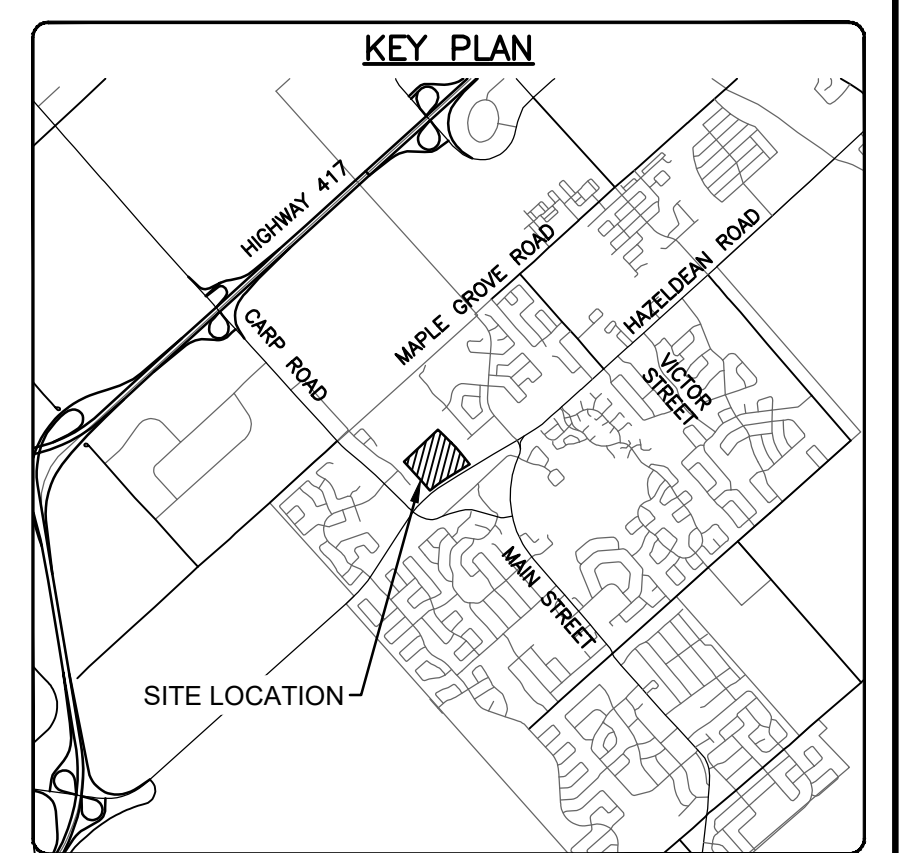 KEY PLAN
HIGHWAY 417
MAPLE GROVE ROAD
HAZELDEAN ROAD
CARP ROAD
VICTOR
STREET
MAIN STREET
SITE LOCATION